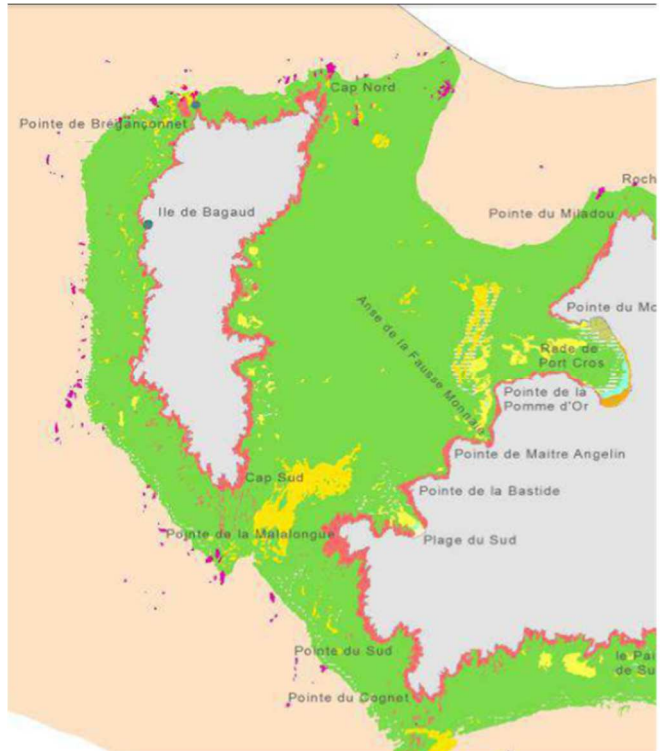 Cap Nord
Pointe de Brégançonnet
Roch
Ile de Bagaud
Pointe du Miladou
Pointe du Mo
Anse de la Fausse Monnaie
Rade de
Port Cros
Pointe de la
Pomme d'Or
Pointe de Maitre Angelin
Cap Sud
Pointe de la Bastide
Pointe de la Malalongue
Plage du Sud
Pointe du Sud
le Pai
de Su
Pointe du Cognet